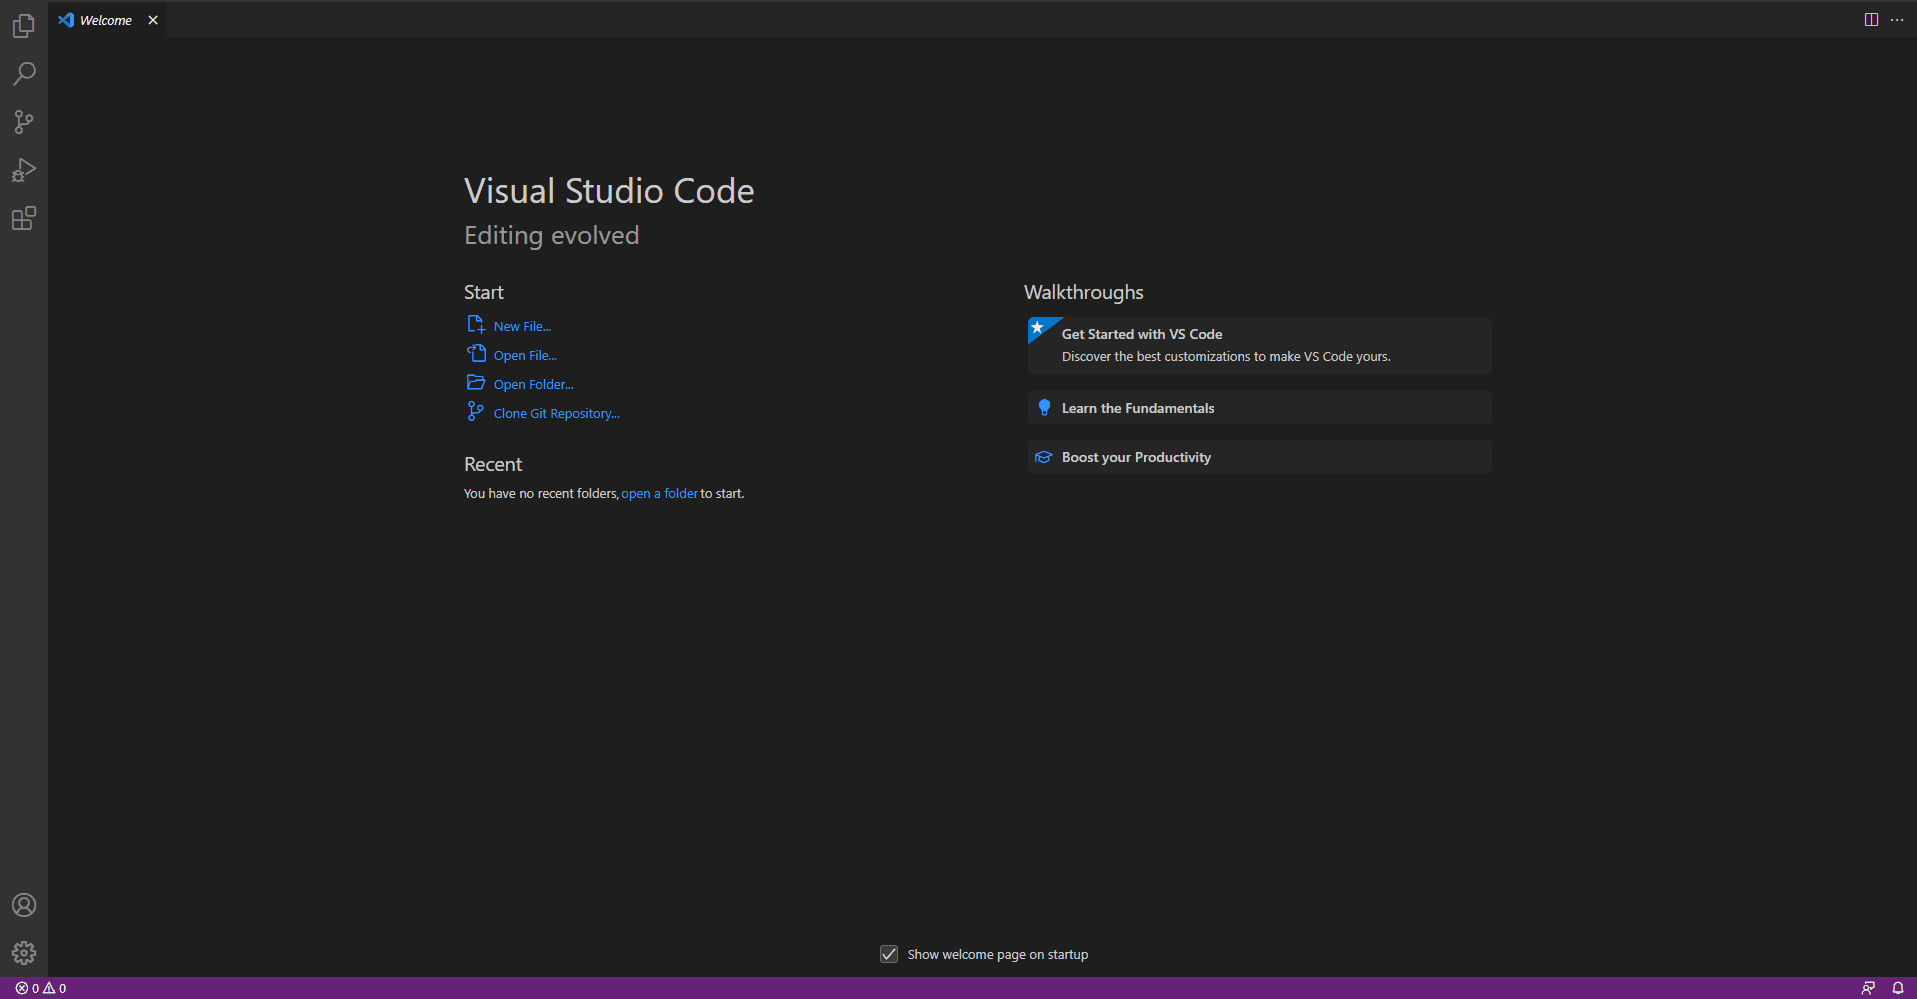 Welcome
Visual Studio Code
Editing evolved
Start
New File...
Open File...
Open Folder...
Clone Git Repository...
Recent
You have no recent folders, open a folder to start.
Walkthroughs
Get Started with VS Code
Discover the best customizations to make VS Code yours.
Learn the Fundamentals
Boost your Productivity
Show welcome page on startup
0 0